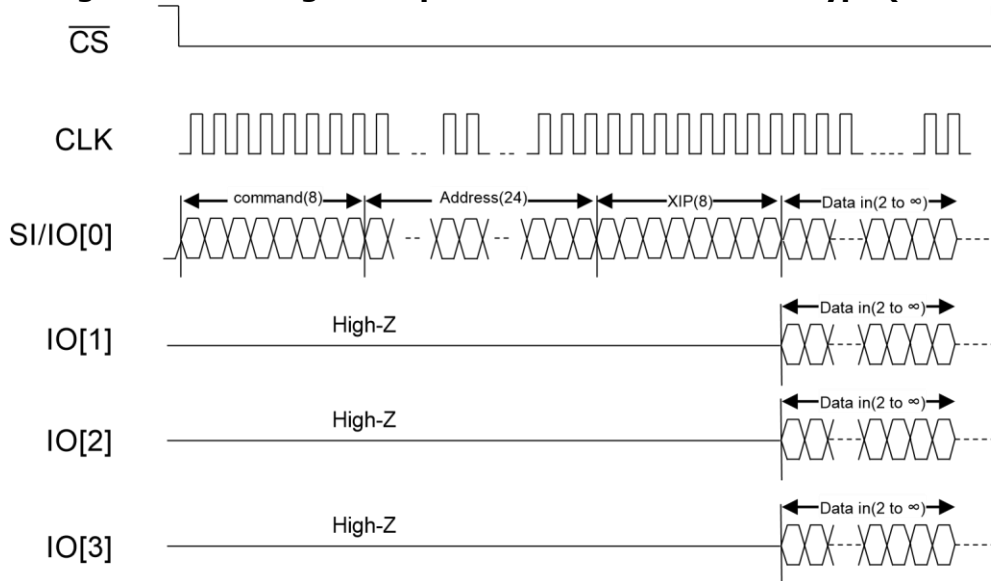 CS
CLK
command(8) Address(24) XIP(8) Data in(2 to ∞)
SI/IO[0]
Data in(2 to ∞)
High-Z
IO[1]
Data in(2 to ∞)
High-Z
IO[2]
Data in(2 to ∞)
High-Z
IO[3]